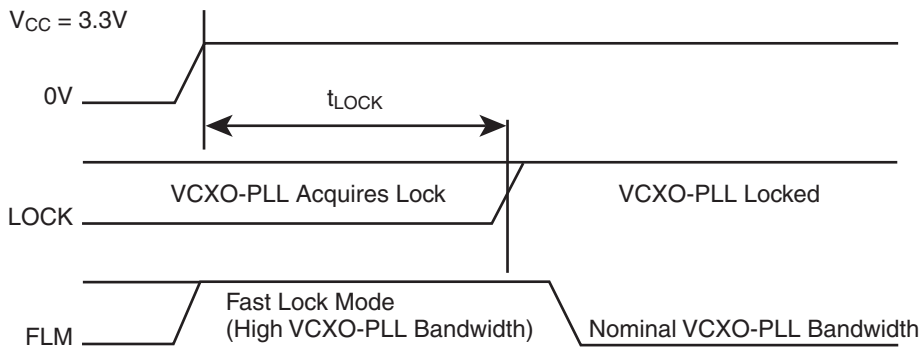 VCC = 3.3V
0V
tLOCK
VCXO-PLL Acquires Lock
VCXO-PLL Locked
LOCK
Fast Lock Mode
(High VCXO-PLL Bandwidth)
Nominal VCXO-PLL Bandwidth
FLM